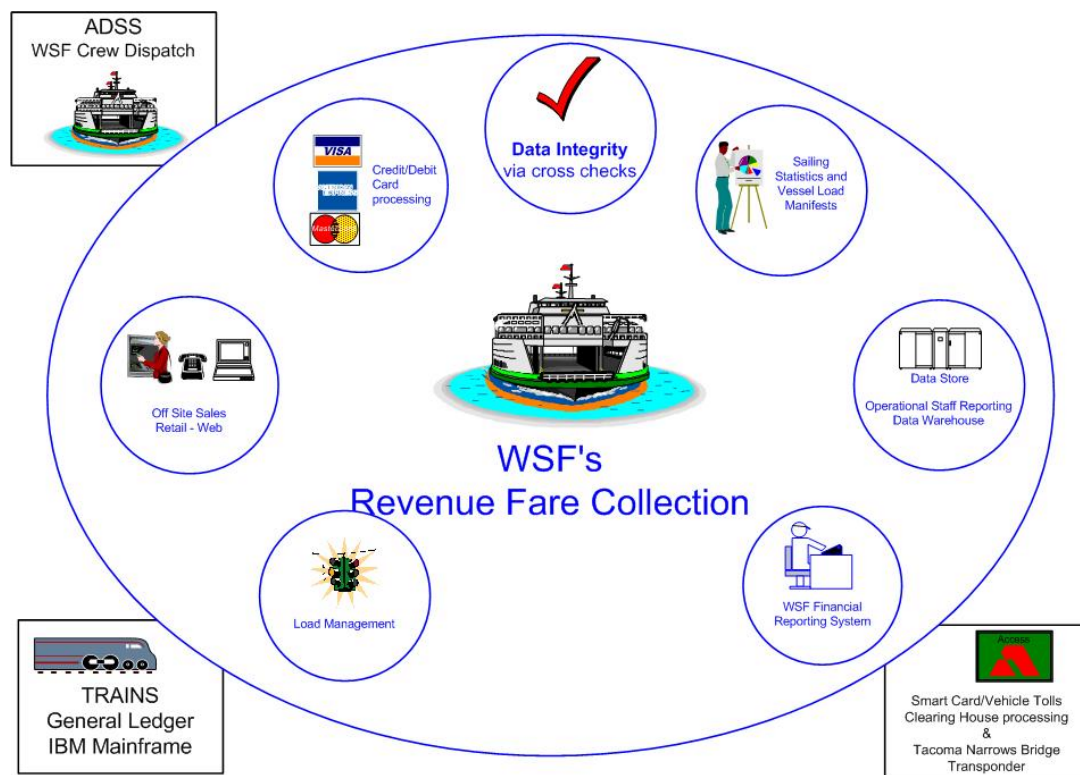 ADSS
WSF Crew Dispatch
VISA
AMERICAN
EXPRESS
MasterCard
Credit/Debit
Card
processing
Data Integrity
via cross checks
Sailing
Statistics and
Vessel Load
Manifests
Off Site Sales
Retail - Web
Data Store
Operational Staff Reporting
Data Warehouse
WSF's
Revenue Fare Collection
Load Management
WSF Financial
Reporting System
TRAINS
General Ledger
IBM Mainframe
Access
Smart Card/Vehicle Tolls
Clearing House processing
&
Tacoma Narrows Bridge
Transponder